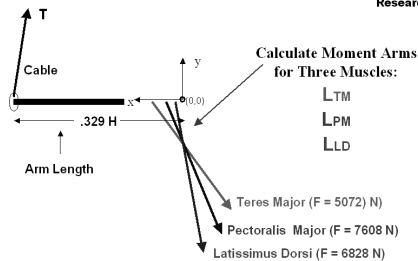 Resear
T
Cable
y
Calculate Moment Arms
for Three Muscles:
x
(0,0)
LTM
.329 H
LPM
LLD
Arm Length
Teres Major (F = 5072) N)
Pectoralis Major (F = 7608) N)
Latissimus Dorsi (F = 6828) N)